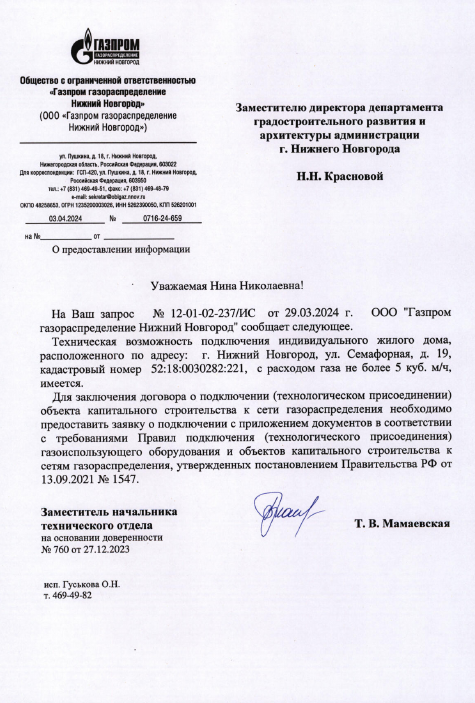 ГАЗПРОМ
ГАЗОРАСПРЕДЕЛЕНИЕ
НИЖНИЙ НОВГОРОД
Общество с ограниченной ответственностью
«Газпром газораспределение
Нижний Новгород»
(ООО «Газпром газораспределение
Нижний Новгород»)
ул. Пушкина, д. 18, г. Нижний Новгород,
Нижегородская область, Российская Федерация, 603022
Для корреспонденции: ГСП-420, ул. Пушкина, д. 18, г. Нижний Новгород,
Российская Федерация, 603950
тел.: +7 (831) 469-49-51, факс: +7 (831) 466-48-79
e-mail: sekretar@oblgaz.nnov.ru
ОКПО 48258853, ОГРН 1235200003026, ИНН 5262390050, КПП 526201001
03.04.2024 № 0716-24-659
на № от
О предоставлении информации
Заместителю директора департамента
градостроительного развития и
архитектуры администрации
г. Нижнего Новгорода
Н.Н. Красновой
Уважаемая Нина Николаевна!
На Ваш запрос № 12-01-02-237/ИС от 29.03.2024 г. ООО "Газпром
газораспределение Нижний Новгород" сообщает следующее.
Техническая возможность подключения индивидуального жилого дома,
расположенного по адресу: г. Нижний Новгород, ул. Семафорная, д. 19,
кадастровый номер 52:18:0030282:221, с расходом газа не более 5 куб. м/ч,
имеется.
Для заключения договора о подключении (технологическом присоединении)
объекта капитального строительства к сети газораспределения необходимо
предоставить заявку о подключении с приложением документов в соответствии
с требованиями Правил подключения (технологического присоединения)
газоиспользующего оборудования и объектов капитального строительства к
сетям газораспределения, утвержденных постановлением Правительства РФ от
13.09.2021 № 1547.
Заместитель начальника
технического отдела
на основании доверенности
№ 760 от 27.12.2023
Т. В. Мамаевская
исп. Гуськова О.Н.
т. 469-49-82